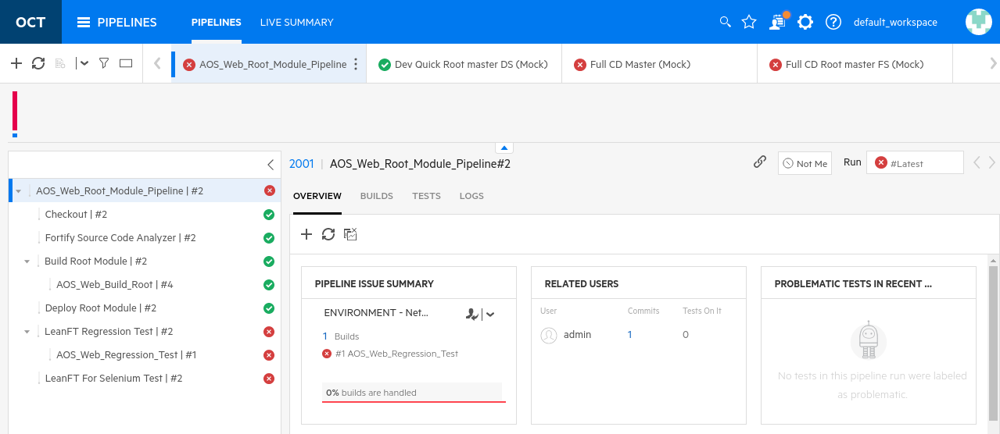 OCT
PIPELINES
PIPELINES
LIVE SUMMARY
default_workspace
AOS_Web_Root_Module_Pipeline
Dev Quick Root master DS (Mock)
Full CD Master (Mock)
Full CD Root master FS (Mock)
2001 | AOS_Web_Root_Module_Pipeline#2
Not Me
Run
#Latest
AOS_Web_Root_Module_Pipeline | #2
Checkout | #2
Fortify Source Code Analyzer | #2
Build Root Module | #2
AOS_Web_Build_Root | #4
Deploy Root Module | #2
LeanFT Regression Test | #2
AOS_Web_Regression_Test | #1
LeanFT For Selenium Test | #2
OVERVIEW
BUILDS
TESTS
LOGS
PIPELINE ISSUE SUMMARY
ENVIRONMENT - Net...
1 Builds
#1 AOS_Web_Regression_Test
0% builds are handled
RELATED USERS
User Commits Tests On It
admin 1 0
PROBLEMATIC TESTS IN RECENT ...
No tests in this pipeline run were labeled
as problematic.